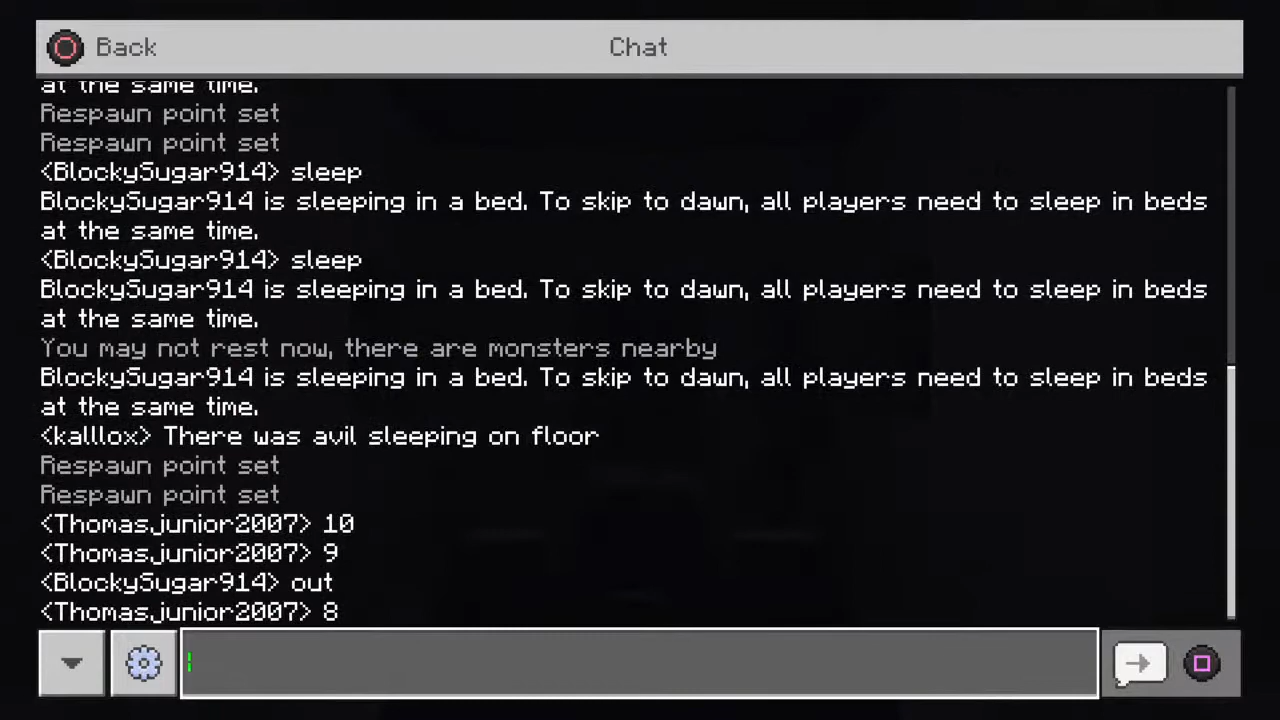 Back
Chat
at the same time.
Respawn point set
Respawn point set
<BlockySugar914> sleep
BlockySugar914 is sleeping in a bed. To skip to dawn, all players need to sleep in beds
at the same time.
<BlockySugar914> sleep
BlockySugar914 is sleeping in a bed. To skip to dawn, all players need to sleep in beds
at the same time.
You may not rest now, there are monsters nearby
BlockySugar914 is sleeping in a bed. To skip to dawn, all players need to sleep in beds
at the same time.
<kalllox> There was avil sleeping on floor
Respawn point set
Respawn point set
<Thomasjunior2007> 10
<Thomasjunior2007> 9
<BlockySugar914> out
<Thomasjunior2007> 8